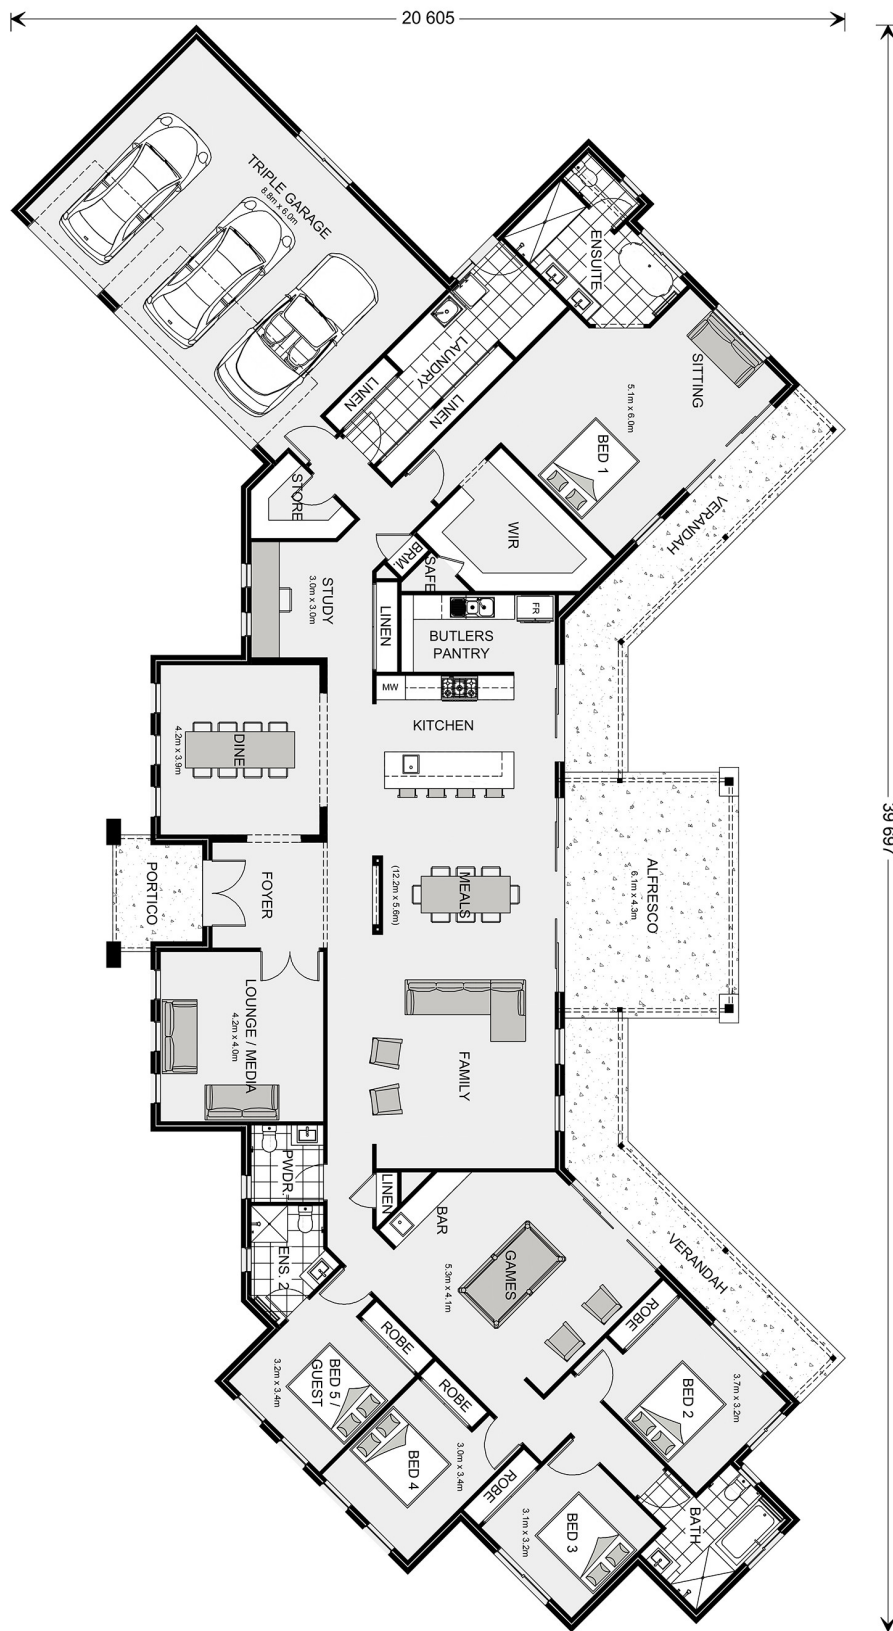 20 605
39 697
TRIPLE GARAGE
8.8m x 6.0m
ENSUITE
SITTING
LAUNDRY
LINEN
LINEN
5.1m x 6.0m
BED 1
STORE
WIR
VERANDAH
BRM.
SAFE
STUDY
3.0m x 3.0m
LINEN
BUTLERS
PANTRY
FR
MW
KITCHEN
DINE
4.2m x 3.9m
PORTICO
FOYER
MEALS
(12.2m x 5.6m)
ALFRESCO
6.1m x 4.3m
LOUNGE / MEDIA
4.2m x 4.0m
FAMILY
PWDR.
LINEN
BAR
ENS. 2
GAMES
5.3m x 4.1m
VERANDAH
ROBE
ROBE
BED 5 /
GUEST
3.2m x 3.4m
ROBE
BED 2
3.7m x 3.2m
BED 4
3.0m x 3.4m
ROBE
BED 3
3.1m x 3.2m
BATH